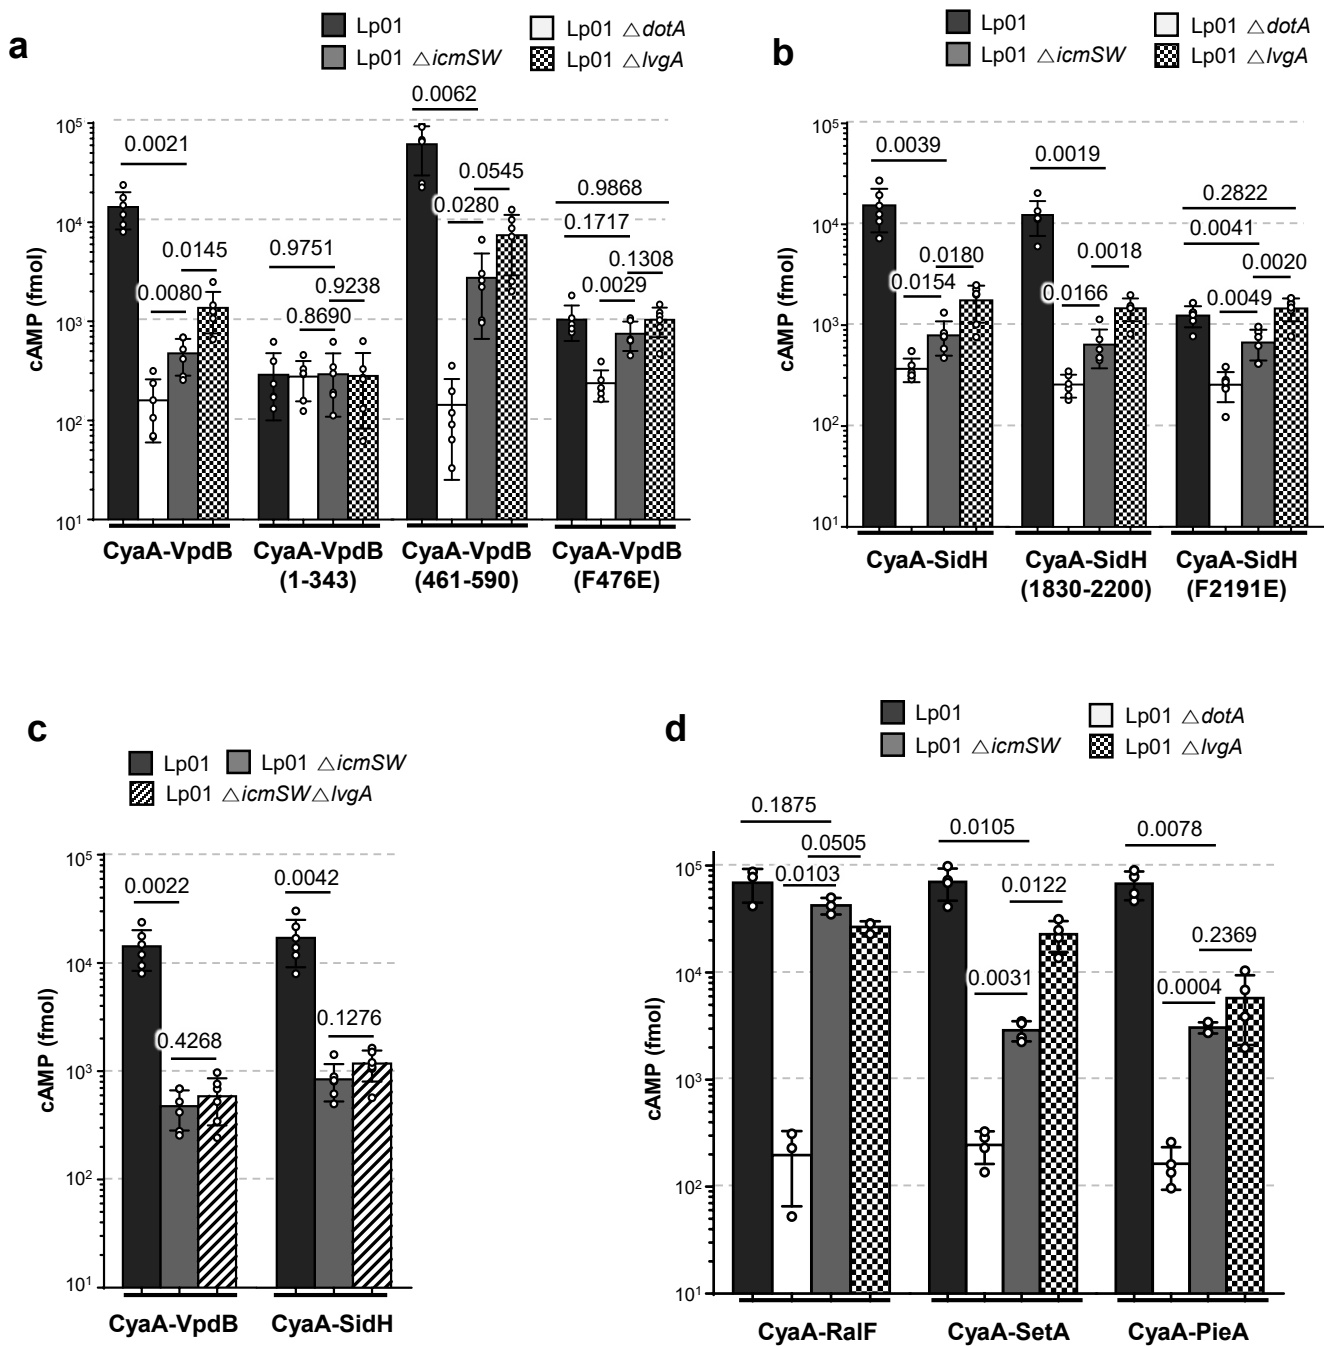 a
Lp01
Lp01 △dotA
Lp01 △icmSW
Lp01 △lvgA
cAMP (fmol)
10⁵
10⁴
10³
10²
10¹
0.0021
0.0080
0.0145
0.9751
0.8690
0.9238
0.0062
0.0280
0.0545
0.9868
0.1717
0.0029
0.1308
CyaA-VpdB
CyaA-VpdB
(1-343)
CyaA-VpdB
(461-590)
CyaA-VpdB
(F476E)
b
Lp01
Lp01 △dotA
Lp01 △icmSW
Lp01 △lvgA
cAMP (fmol)
10⁵
10⁴
10³
10²
10¹
0.0039
0.0154
0.0180
0.0019
0.0166
0.0018
0.2822
0.0041
0.0049
0.0020
CyaA-SidH
CyaA-SidH
(1830-2200)
CyaA-SidH
(F2191E)
c
Lp01
Lp01 △icmSW
Lp01 △icmSW△lvgA
cAMP (fmol)
10⁵
10⁴
10³
10²
10¹
0.0022
0.4268
0.0042
0.1276
CyaA-VpdB
CyaA-SidH
d
Lp01
Lp01 △dotA
Lp01 △icmSW
Lp01 △lvgA
cAMP (fmol)
10⁵
10⁴
10³
10²
10¹
0.1875
0.0505
0.0103
0.0105
0.0122
0.0031
0.0078
0.2369
0.0004
CyaA-RalF
CyaA-SetA
CyaA-PieA